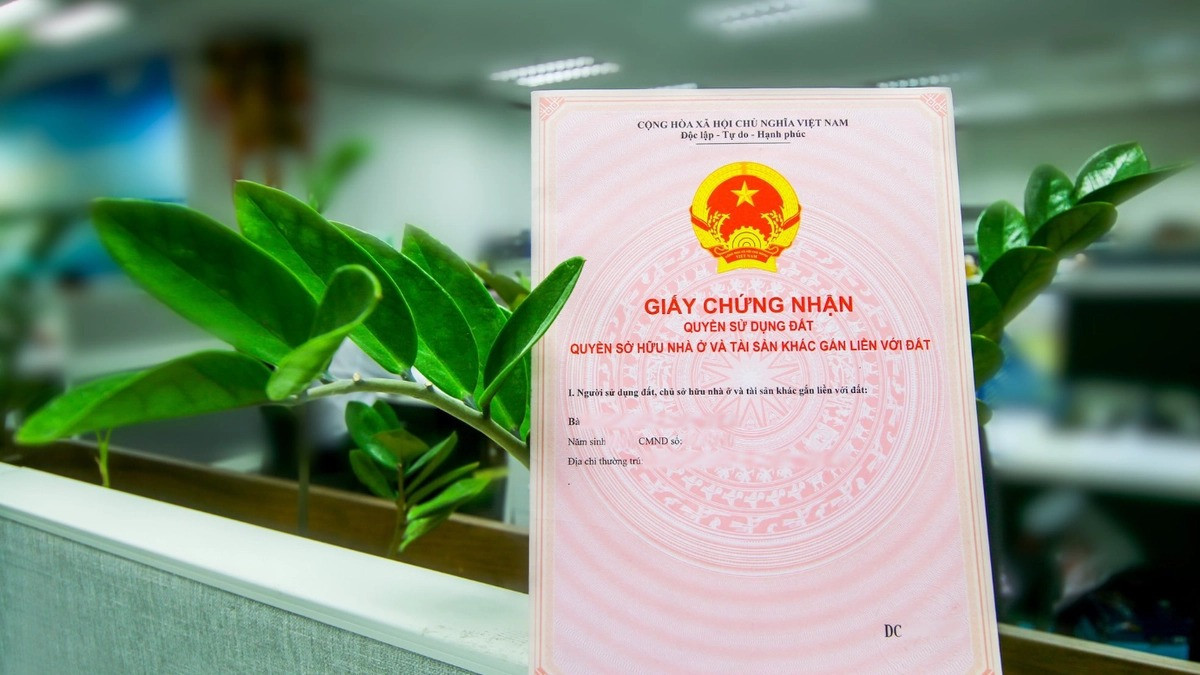 CỘNG HÒA XÃ HỘI CHỦ NGHĨA VIỆT NAM
Độc lập - Tự do - Hạnh phúc
VIỆT NAM
GIẤY CHỨNG NHẬN
QUYỀN SỬ DỤNG ĐẤT
QUYỀN SỞ HỮU NHÀ Ở VÀ TÀI SẢN KHÁC GẮN LIỀN VỚI ĐẤT
I. Người sử dụng đất, chủ sở hữu nhà ở và tài sản khác gắn liền với đất:
Bà
Năm sinh CMND số:
Địa chỉ thường trú
ĐC